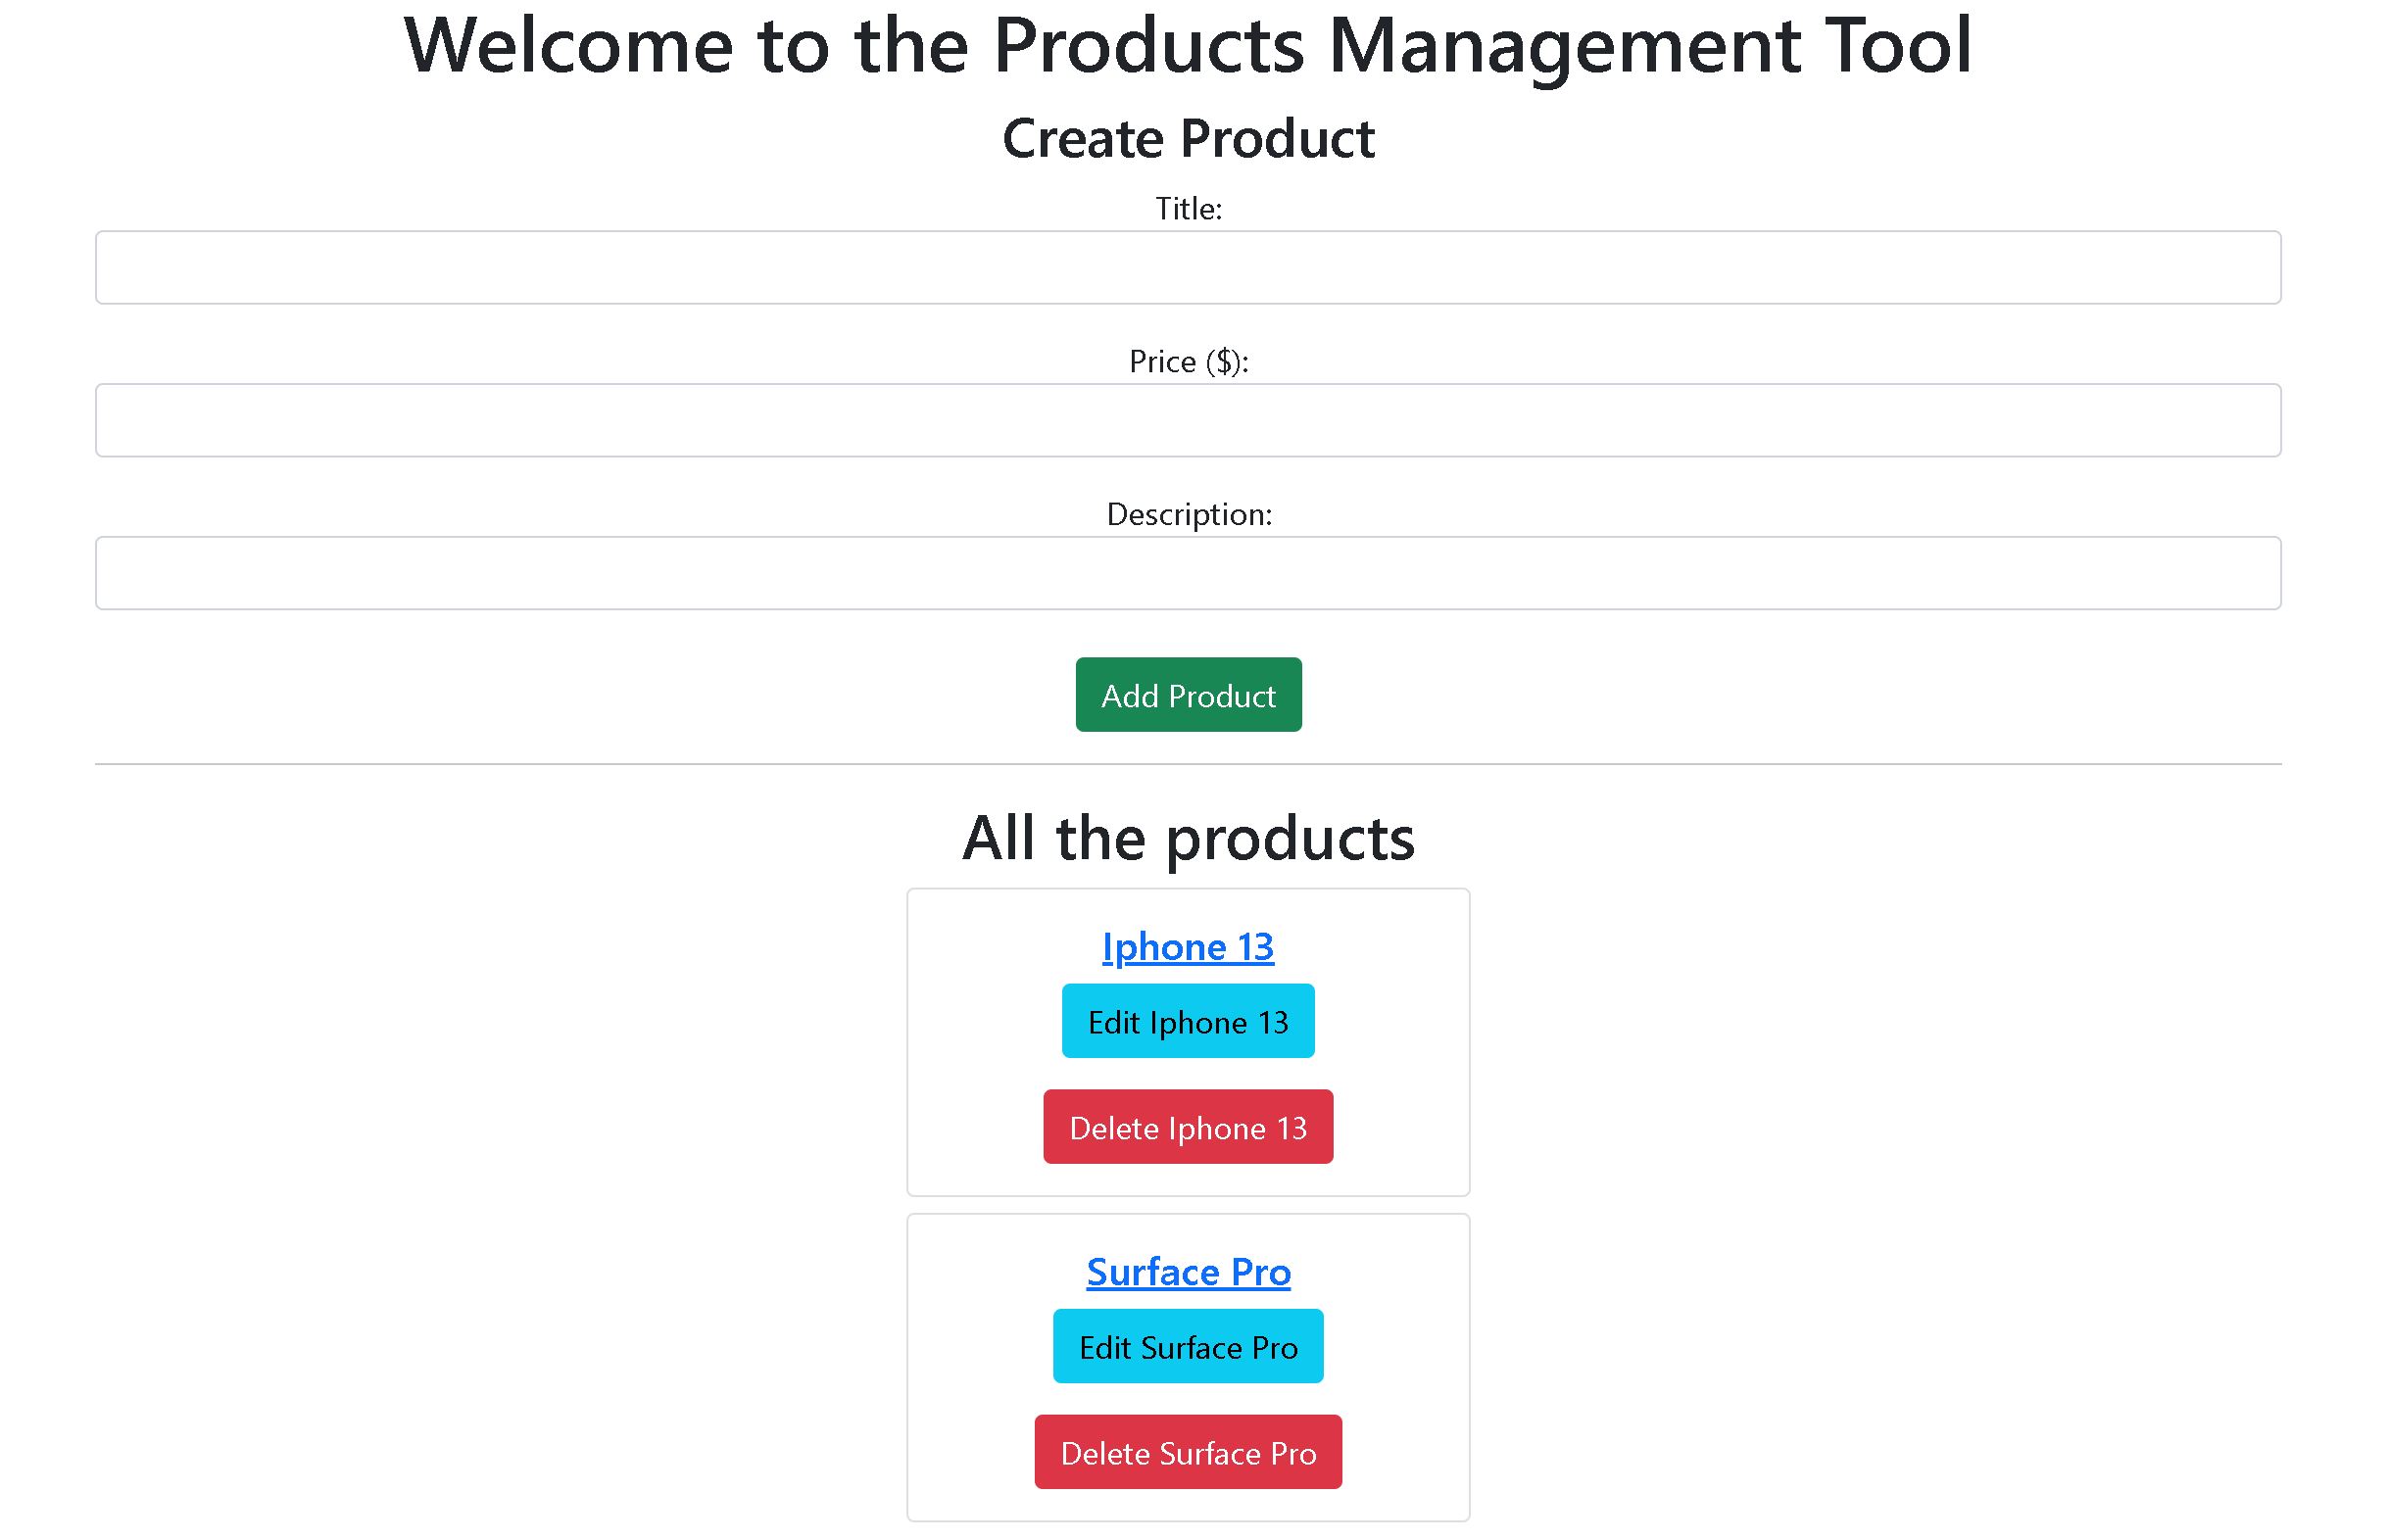 Welcome to the Products Management Tool
Create Product
Title:
Price ($):
Description:
Add Product
All the products
Iphone 13
Edit Iphone 13
Delete Iphone 13
Surface Pro
Edit Surface Pro
Delete Surface Pro